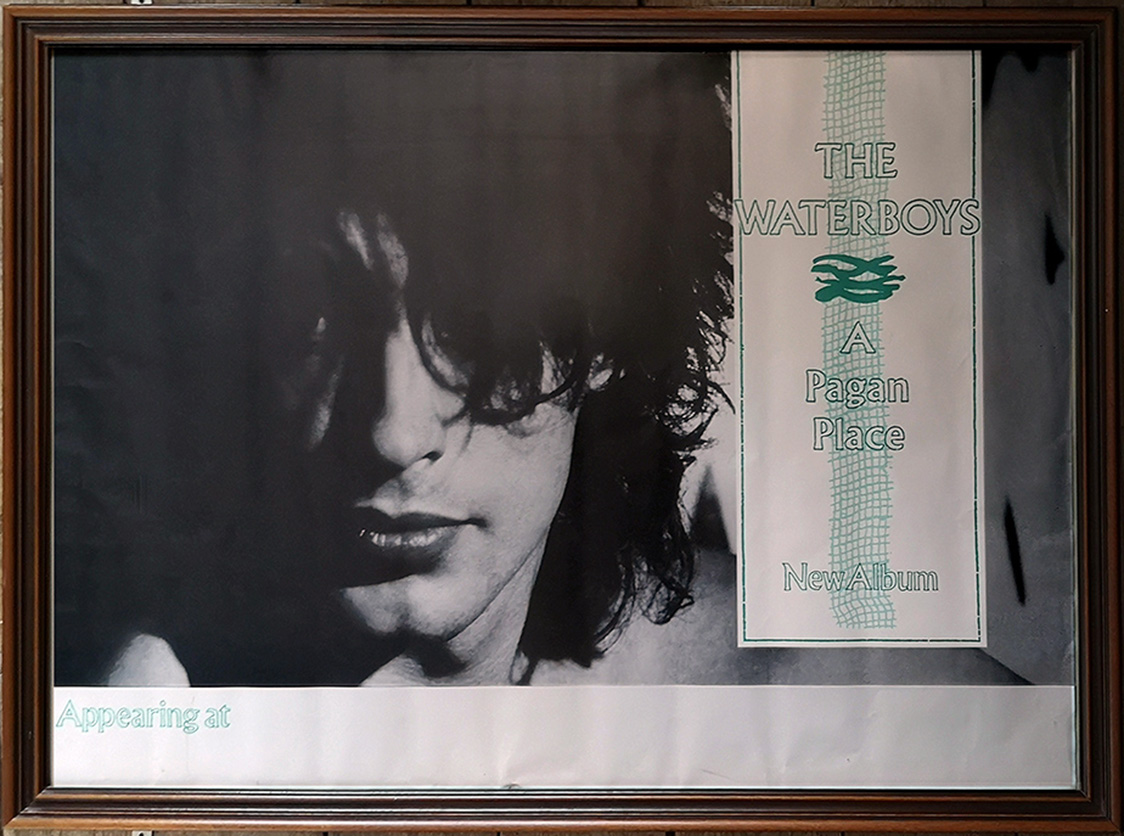 THE
WATERBOYS
A
Pagan
Place
New Album
Appearing at